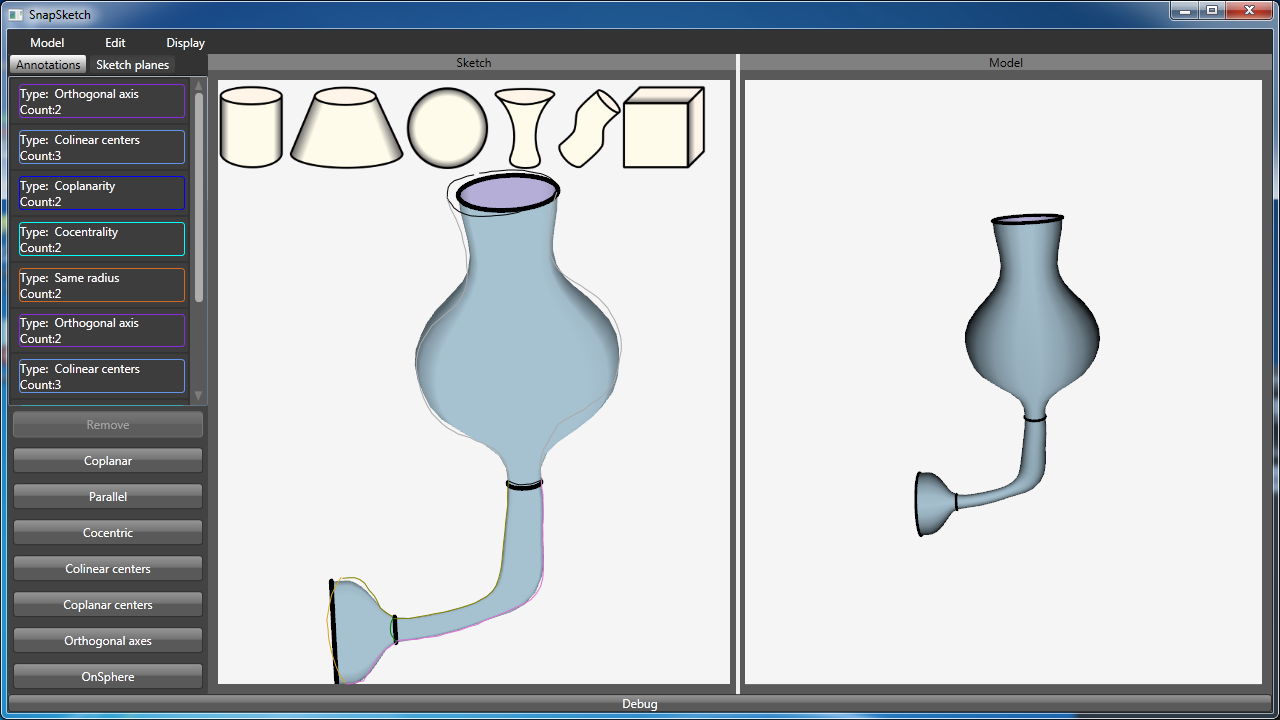 SnapSketch
Model Edit Display
Annotations Sketch planes
Sketch
Model
Type: Orthogonal axis
Count:2
Type: Colinear centers
Count:3
Type: Coplanarity
Count:2
Type: Cocentrality
Count:2
Type: Same radius
Count:2
Type: Orthogonal axis
Count:2
Type: Colinear centers
Count:3
Remove
Coplanar
Parallel
Cocentric
Colinear centers
Coplanar centers
Orthogonal axes
OnSphere
Debug